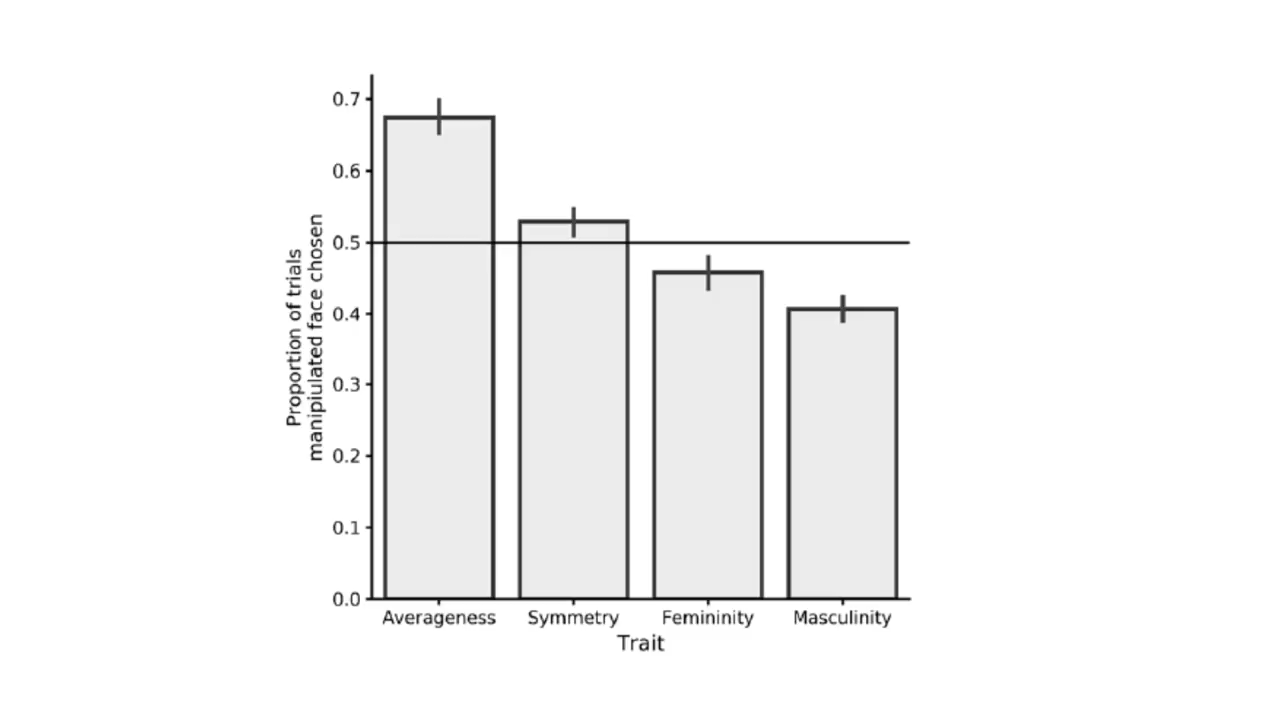 0.7
0.6
0.5
0.4
0.3
0.2
0.1
0.0
Proportion of trials
manipiulated face chosen
Averageness Symmetry Femininity Masculinity
Trait